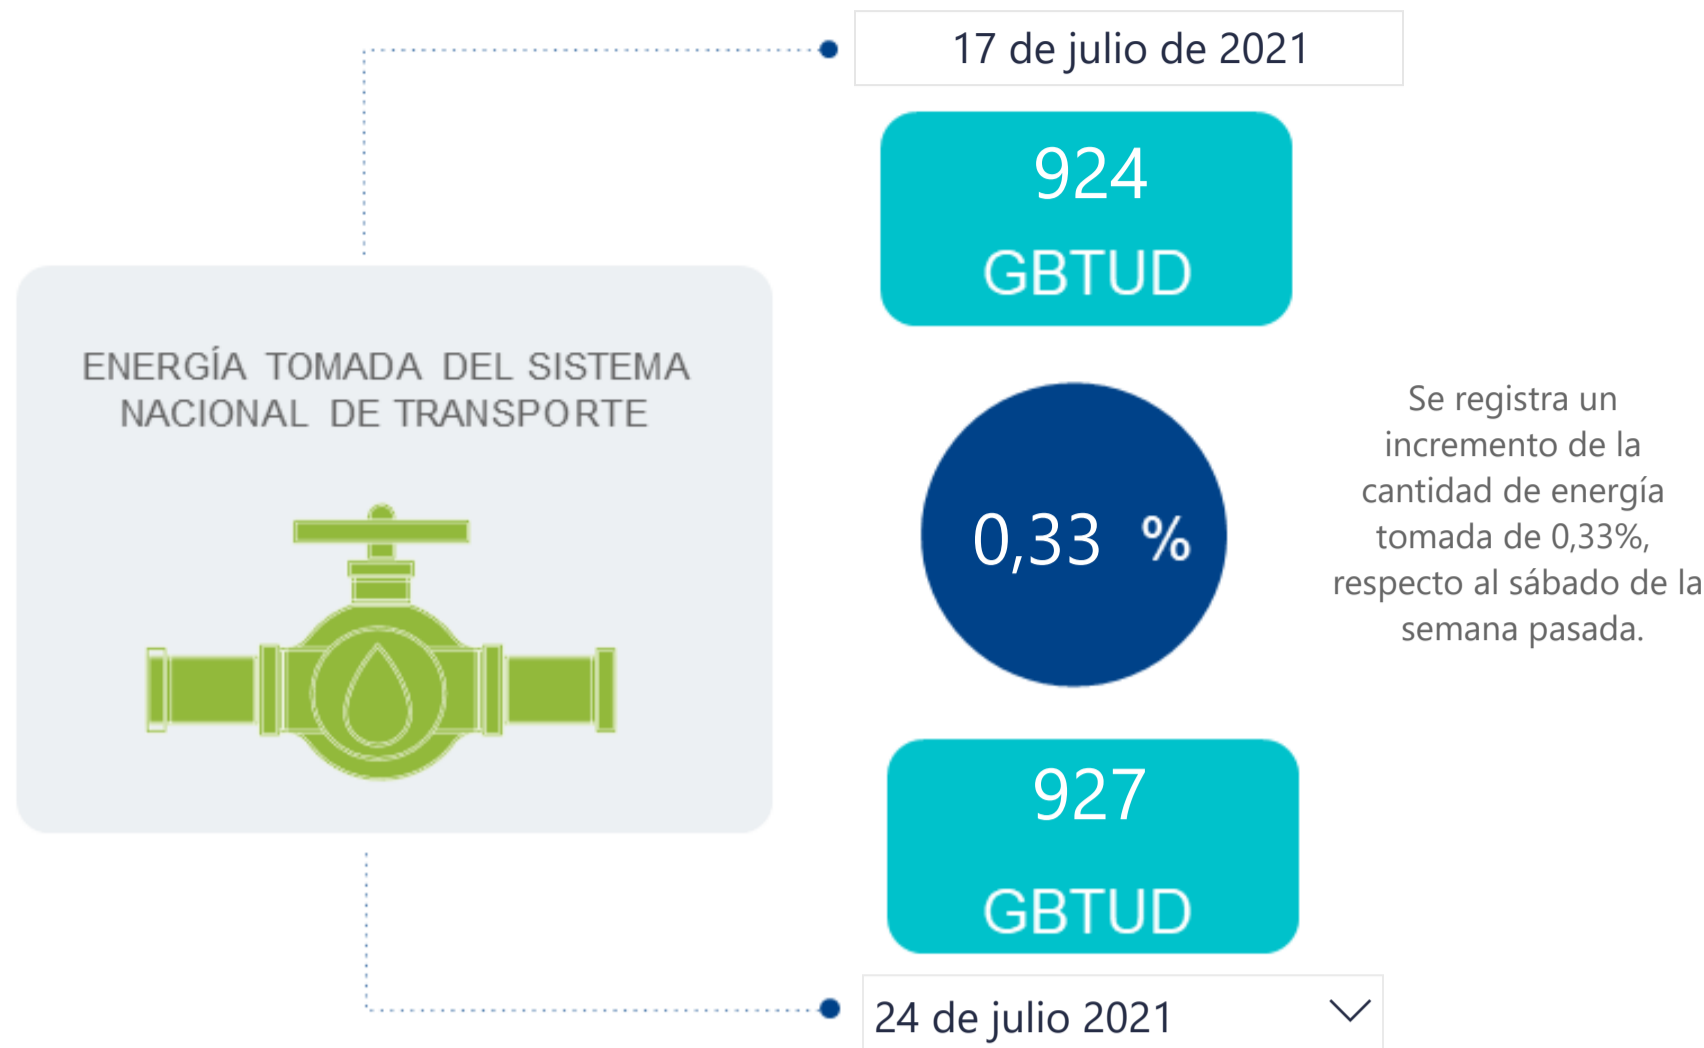 17 de julio de 2021
924
GBTUD
ENERGÍA TOMADA DEL SISTEMA
NACIONAL DE TRANSPORTE
0,33 %
Se registra un
incremento de la
cantidad de energía
tomada de 0,33%,
respecto al sábado de la
semana pasada.
927
GBTUD
24 de julio 2021